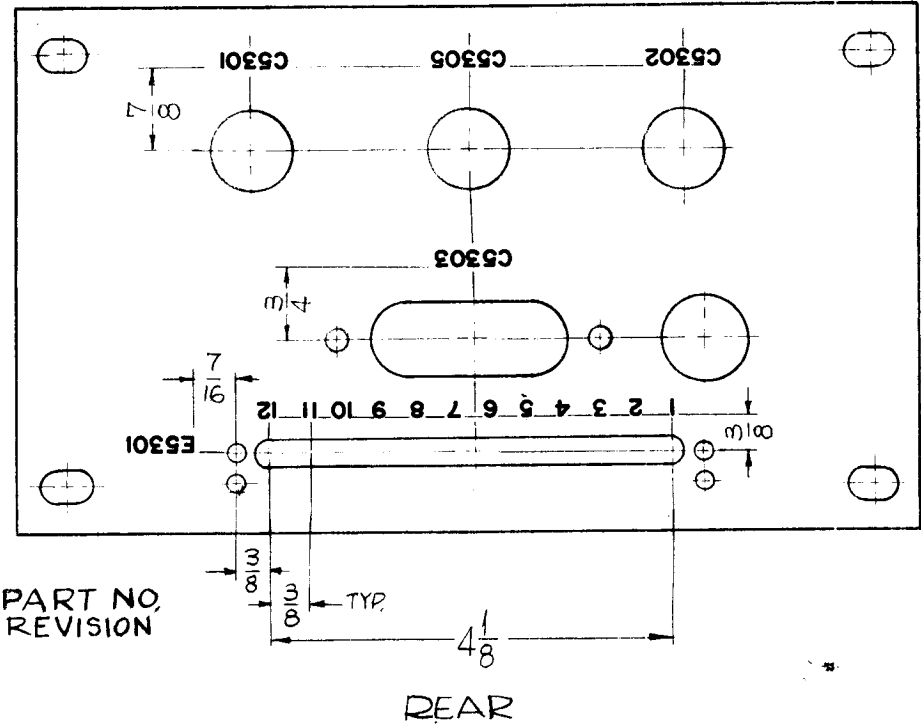 C5301 C5305 C5302
7/8
C5303
3/4
7/16
12 11 10 9 8 7 6 5 4 3 2 1
E5301
3/8
3/8
3/8 TYP.
PART NO.
REVISION
4 1/8
REAR